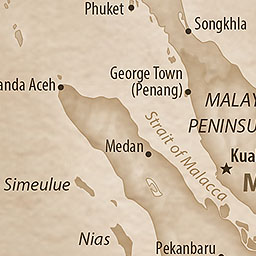 Phuket
Songkhla
anda Aceh
George Town
(Penang)
MALAY
PENINSU
Strait of Malacca
Medan
Kua
M
Simeulue
Nias
Pekanbaru